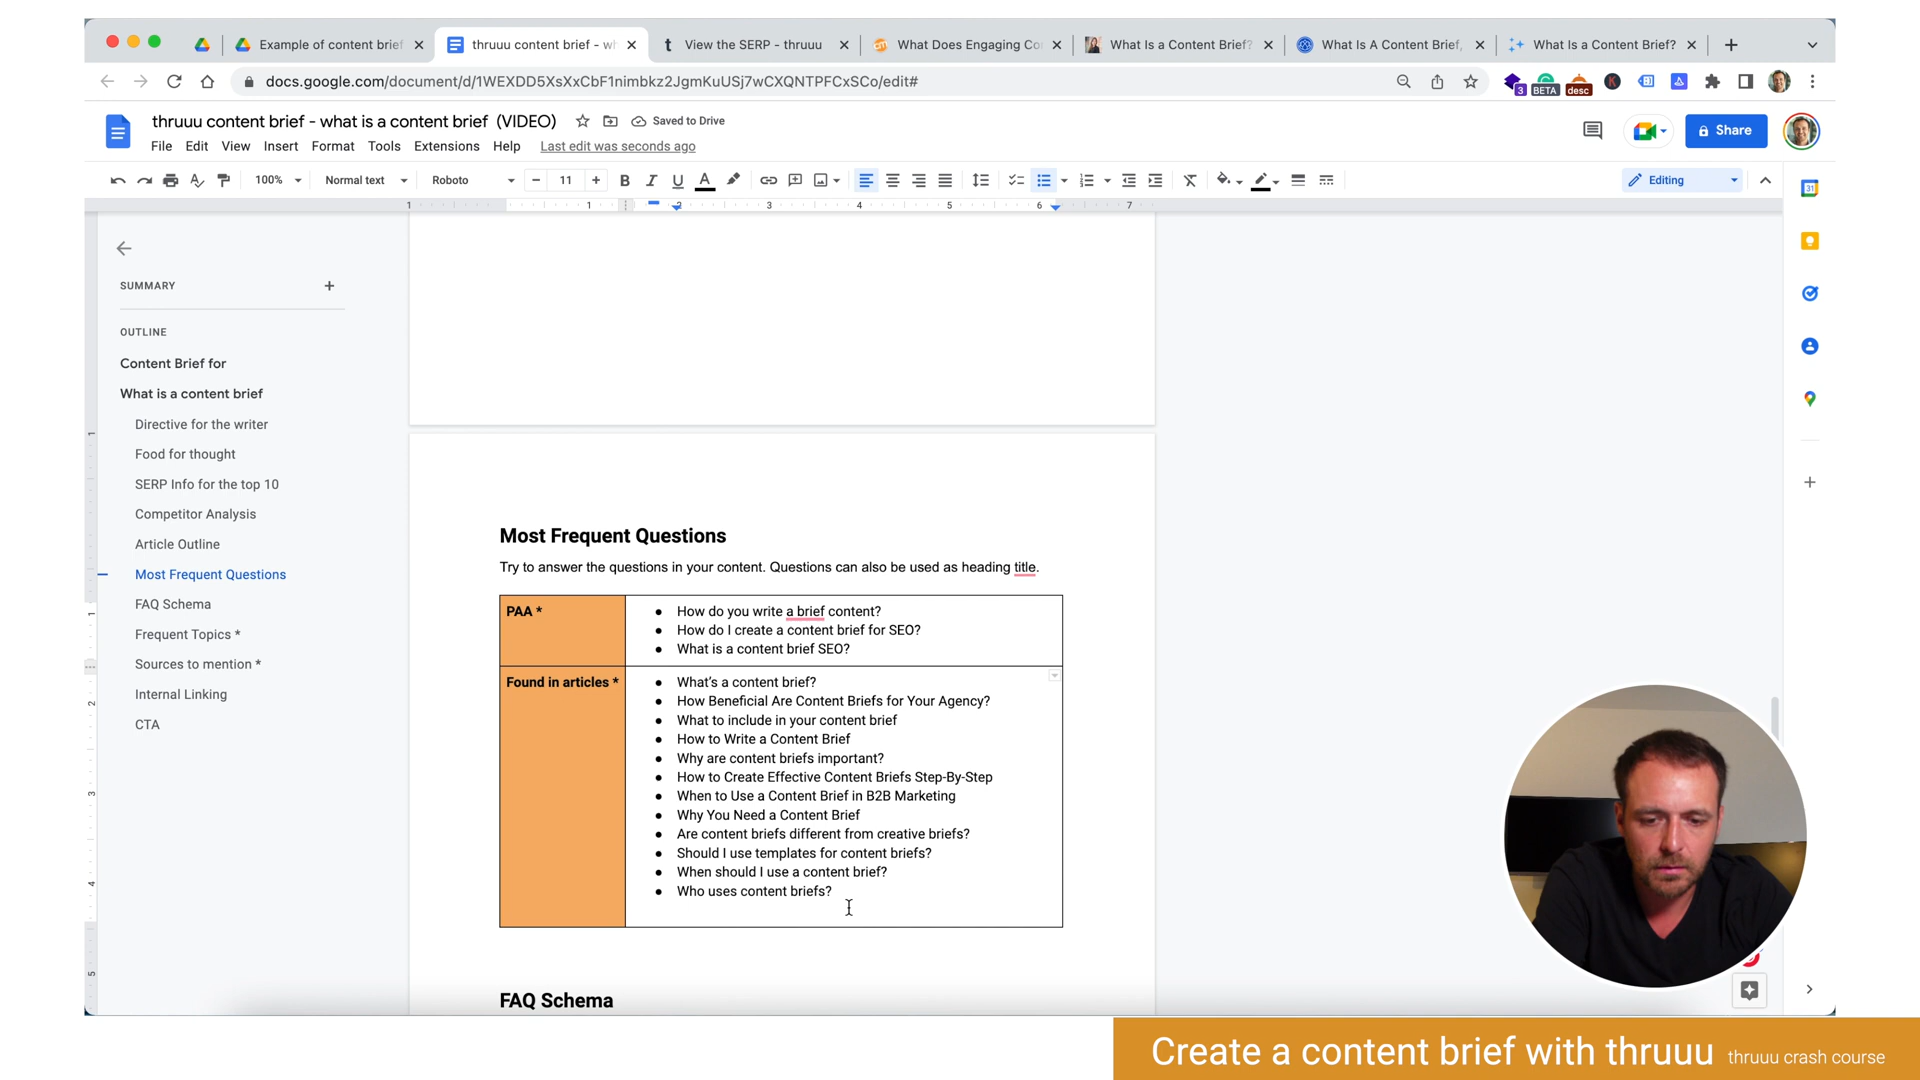 Example of content brief
thruuu content brief - wh
View the SERP - thruuu
What Does Engaging Co
What Is a Content Brief?
What Is A Content Brief,
What Is a Content Brief?
docs.google.com/document/d/1WEXDD5XsXxCbF1nimbkz2JgmKuUSj7wCXQNTPFCxSCo/edit#
3 BETA desc
thruuu content brief - what is a content brief (VIDEO)
Saved to Drive
File Edit View Insert Format Tools Extensions Help Last edit was seconds ago
Share
100% Normal text Roboto 11
Editing
1 1 2 3 4 5 6 7
SUMMARY
OUTLINE
Content Brief for
What is a content brief
Directive for the writer
Food for thought
SERP Info for the top 10
Competitor Analysis
Article Outline
Most Frequent Questions
FAQ Schema
Frequent Topics *
Sources to mention *
Internal Linking
CTA
Most Frequent Questions
Try to answer the questions in your content. Questions can also be used as heading title.
PAA *
How do you write a brief content?
How do I create a content brief for SEO?
What is a content brief SEO?
Found in articles *
What's a content brief?
How Beneficial Are Content Briefs for Your Agency?
What to include in your content brief
How to Write a Content Brief
Why are content briefs important?
How to Create Effective Content Briefs Step-By-Step
When to Use a Content Brief in B2B Marketing
Why You Need a Content Brief
Are content briefs different from creative briefs?
Should I use templates for content briefs?
When should I use a content brief?
Who uses content briefs?
FAQ Schema
Create a content brief with thruuu thruuu crash course